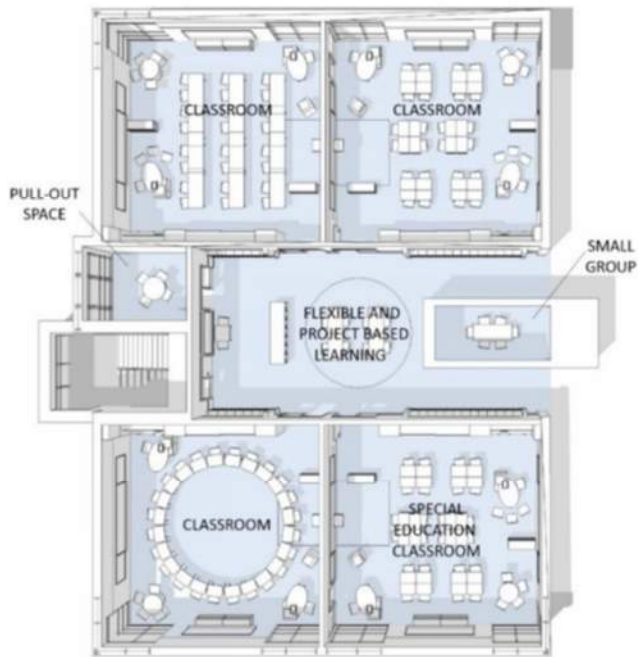 CLASSROOM
CLASSROOM
PULL-OUT
SPACE
SMALL
GROUP
FLEXIBLE AND
PROJECT BASED
LEARNING
CLASSROOM
SPECIAL
EDUCATION
CLASSROOM